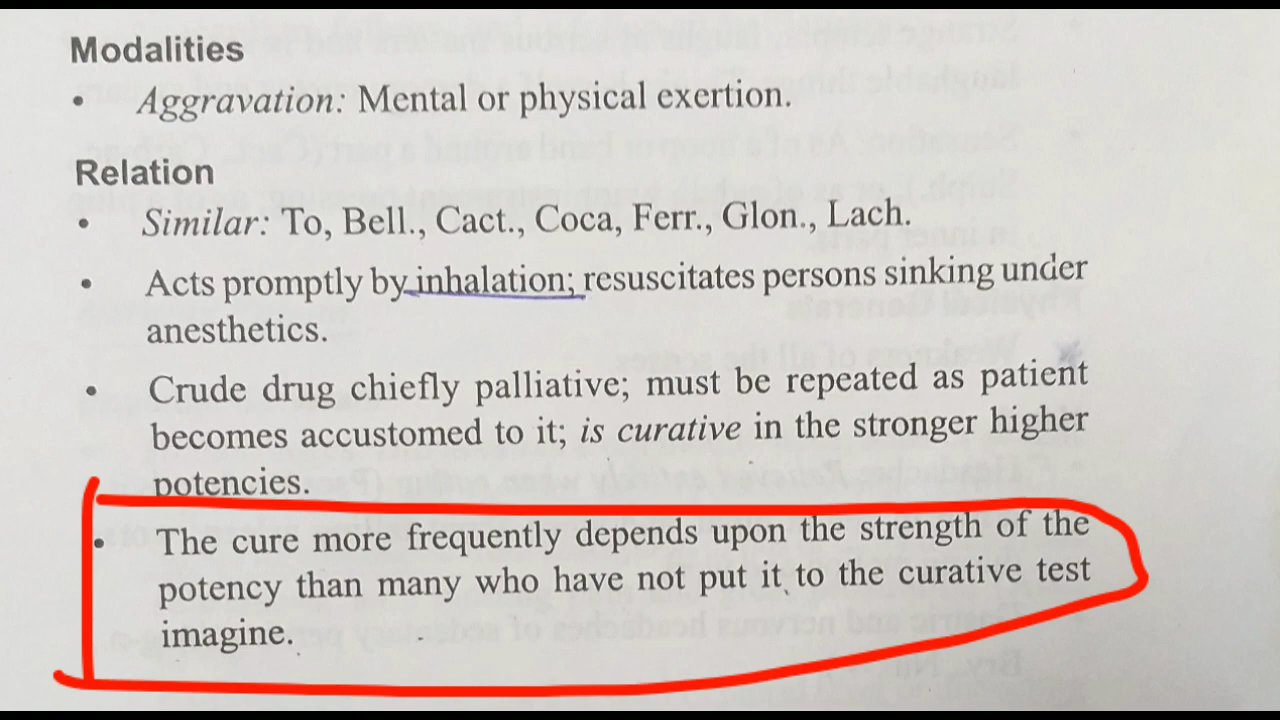 Modalities
• Aggravation: Mental or physical exertion.
Relation
• Similar: To, Bell., Cact., Coca, Ferr., Glon., Lach.
• Acts promptly by inhalation; resuscitates persons sinking under
anesthetics.
• Crude drug chiefly palliative; must be repeated as patient
becomes accustomed to it; is curative in the stronger higher
potencies.
• The cure more frequently depends upon the strength of the
potency than many who have not put it to the curative test
imagine.